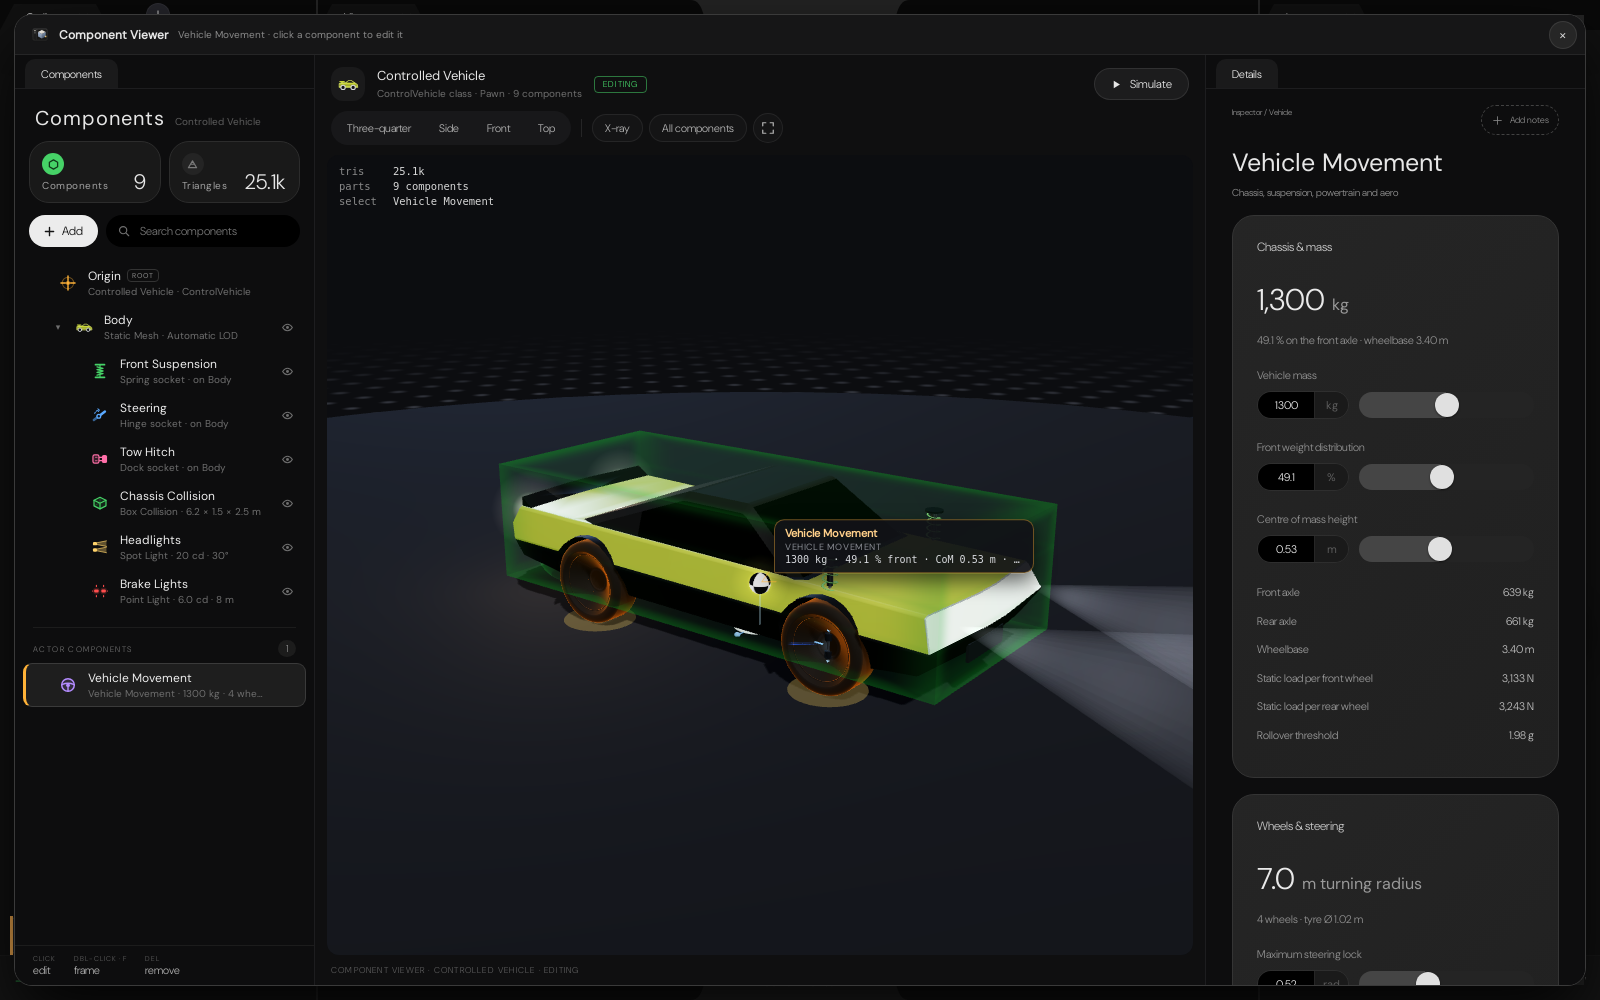 Component Viewer Vehicle Movement · click a component to edit it ×
Components
Components Controlled Vehicle
Components 9
Triangles 25.1k
+ Add
Search components
Origin ROOT
Controlled Vehicle · ControlVehicle
Body
Static Mesh · Automatic LOD
Front Suspension
Spring socket · on Body
Steering
Hinge socket · on Body
Tow Hitch
Dock socket · on Body
Chassis Collision
Box Collision · 6.2 × 1.5 × 2.5 m
Headlights
Spot Light · 20 cd · 30°
Brake Lights
Point Light · 6.0 cd · 8 m
ACTOR COMPONENTS 1
Vehicle Movement
Vehicle Movement · 1300 kg · 4 whe...
CLICK DBL-CLICK · F DEL
edit frame remove
Controlled Vehicle
ControlVehicle class · Pawn · 9 components
EDITING
Simulate
Three-quarter Side Front Top X-ray All components
tris 25.1k
parts 9 components
select Vehicle Movement
Vehicle Movement
VEHICLE MOVEMENT
1300 kg · 49.1 % front · CoM 0.53 m · …
COMPONENT VIEWER · CONTROLLED VEHICLE · EDITING
Details
Inspector / Vehicle
+ Add notes
Vehicle Movement
Chassis, suspension, powertrain and aero
Chassis & mass
1,300 kg
49.1 % on the front axle · wheelbase 3.40 m
Vehicle mass
1300 kg
Front weight distribution
49.1 %
Centre of mass height
0.53 m
Front axle 639 kg
Rear axle 661 kg
Wheelbase 3.40 m
Static load per front wheel 3,133 N
Static load per rear wheel 3,243 N
Rollover threshold 1.98 g
Wheels & steering
7.0 m turning radius
4 wheels · tyre Ø 1.02 m
Maximum steering lock
0.52 rad